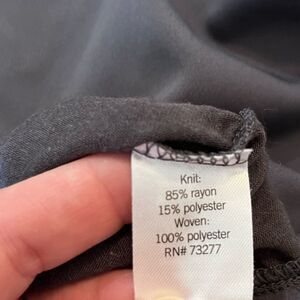 Knit:
85% rayon
15% polyester
Woven:
100% polyester
RN# 73277